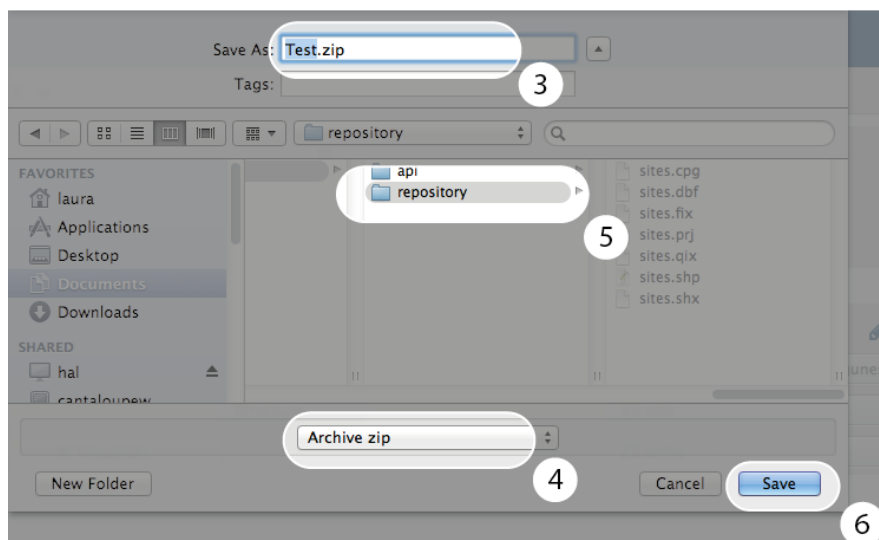 Save As: Test.zip
3
Tags:
repository
FAVORITES
laura
Applications
Desktop
Documents
Downloads
SHARED
hal
cantaloupew
api
repository
5
sites.cpg
sites.dbf
sites.fix
sites.prj
sites.qix
sites.shp
sites.shx
Archive zip
4
New Folder
Cancel
Save
6